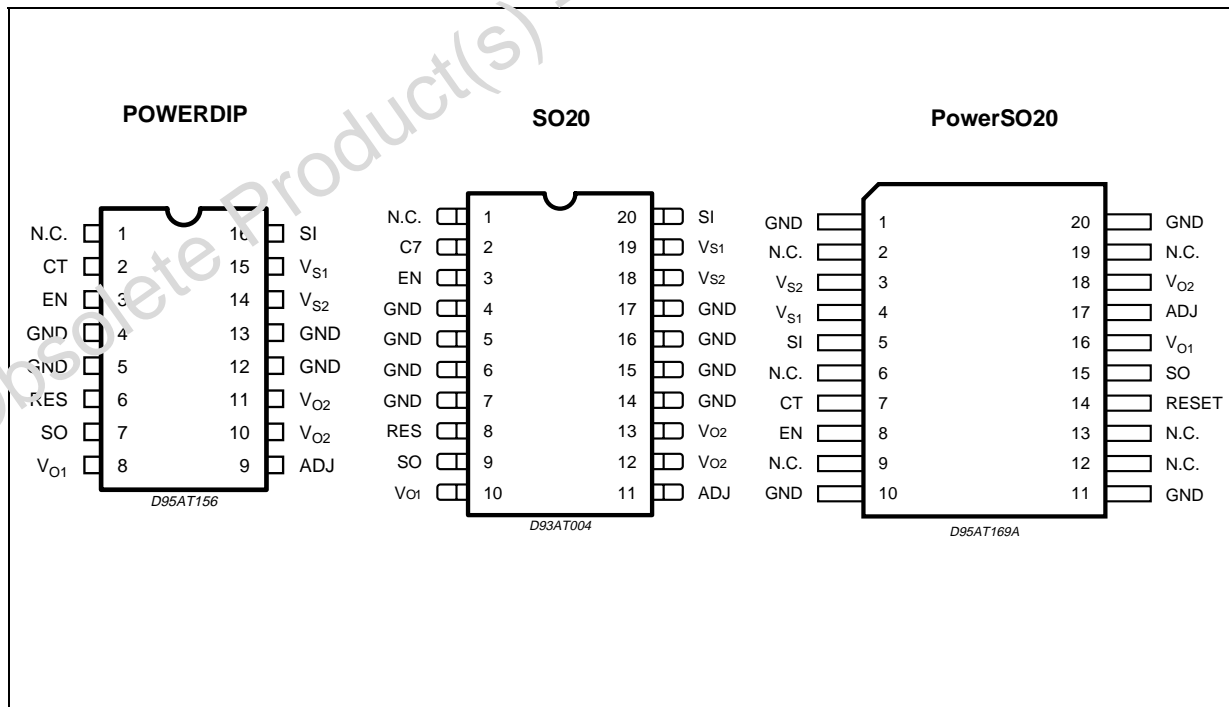 Obsolete Product(s)
POWERDIP
N.C. 1 16 SI
CT 2 15 VS1
EN 3 14 VS2
GND 4 13 GND
GND 5 12 GND
RES 6 11 VO2
SO 7 10 VO2
VO1 8 9 ADJ
D95AT156
SO20
N.C. 1 20 SI
C7 2 19 VS1
EN 3 18 VS2
GND 4 17 GND
GND 5 16 GND
GND 6 15 GND
GND 7 14 GND
RES 8 13 VO2
SO 9 12 VO2
VO1 10 11 ADJ
D93AT004
PowerSO20
GND 1 20 GND
N.C. 2 19 N.C.
VS2 3 18 VO2
VS1 4 17 ADJ
SI 5 16 VO1
N.C. 6 15 SO
CT 7 14 RESET
EN 8 13 N.C.
N.C. 9 12 N.C.
GND 10 11 GND
D95AT169A